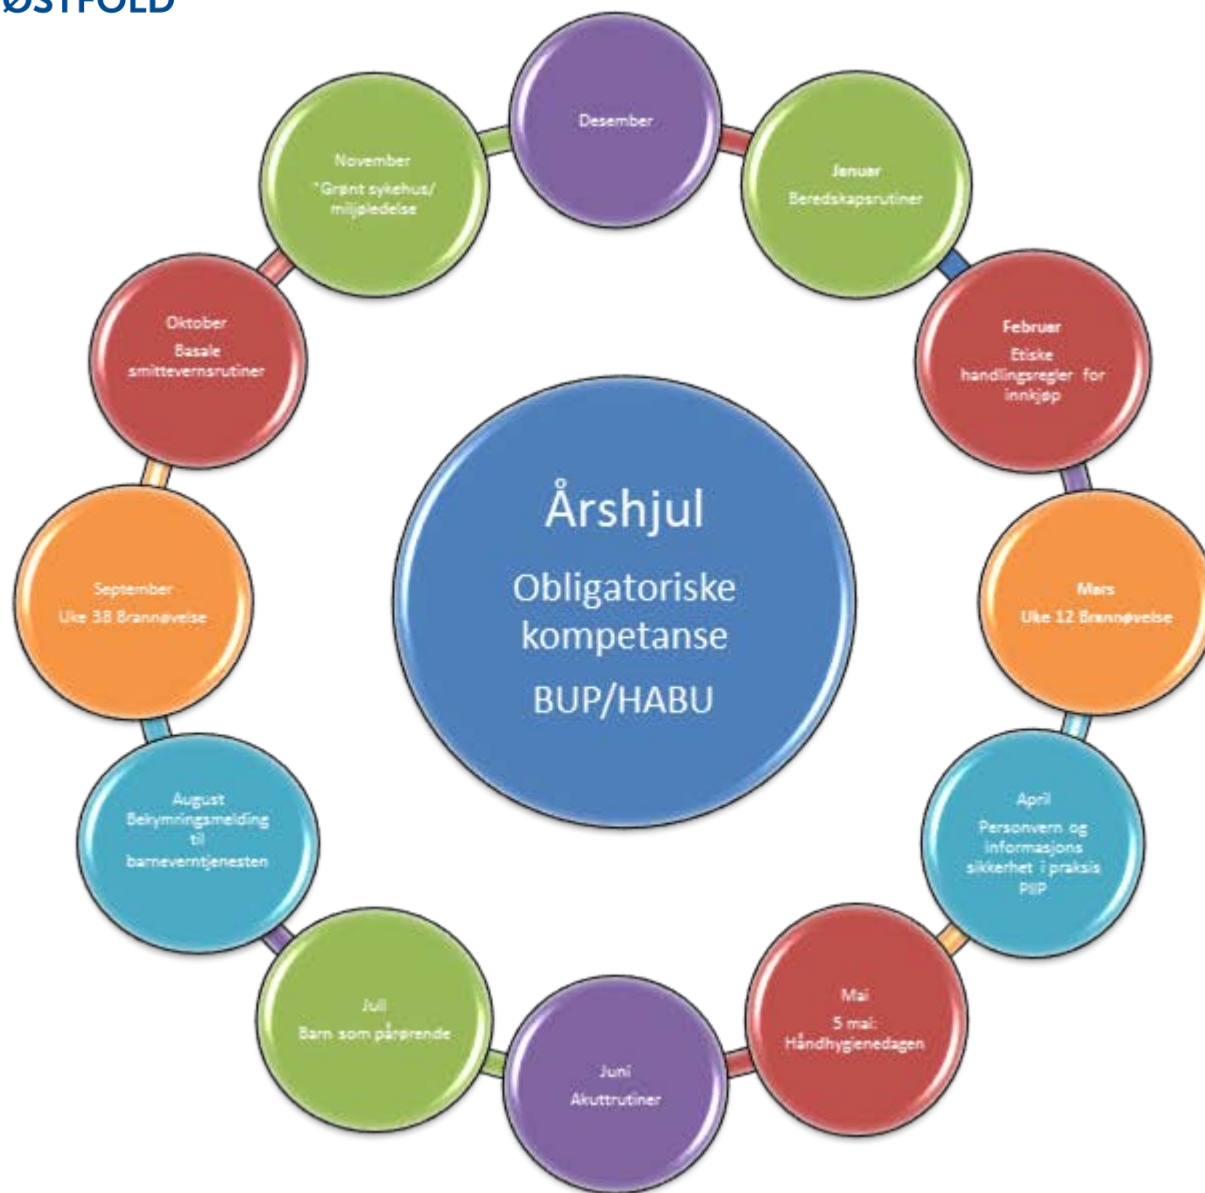 ØSTFOLD
Desember
Januar
Beredskapsrutiner
Februar
Etiske
handlingsregler for
innkjøp
Mars
Uke 12 Brannøvelse
April
Personvern og
informasjons
sikkerhet i praksis
PIIP
Mai
5 mai:
Håndhygienedagen
Juni
Akuttrutiner
Juli
Barn som pårørende
August
Bekymringsmelding
til
barneverntjenesten
September
Uke 38 Brannøvelse
Oktober
Basale
smittevernsrutiner
November
"Grønt sykehus/
miljøledelse
Årshjul
Obligatoriske
kompetanse
BUP/HABU